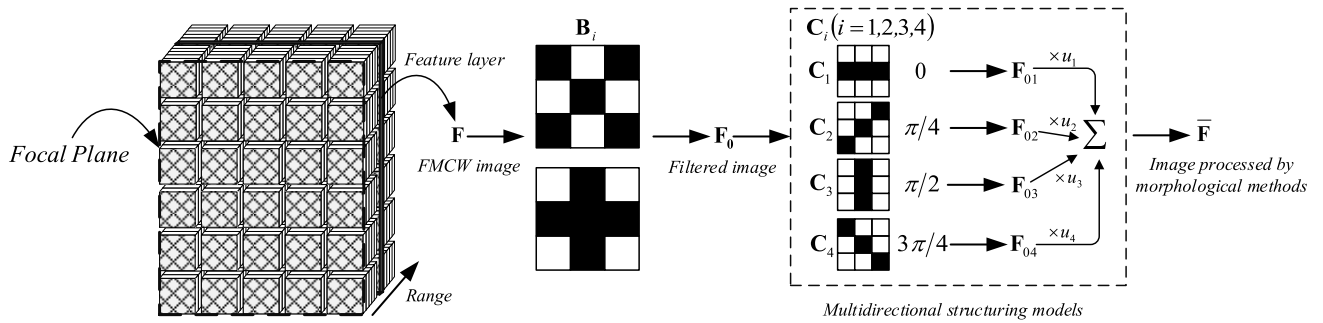 Focal Plane
Range
Feature layer
F
FMCW image
B_i
F_0
Filtered image
C_i(i=1,2,3,4)
C_1 0 F_01 ×u_1
C_2 π/4 F_02 ×u_2
C_3 π/2 F_03 ×u_3
C_4 3π/4 F_04 ×u_4
Σ
Multidirectional structuring models
F̅
Image processed by
morphological methods